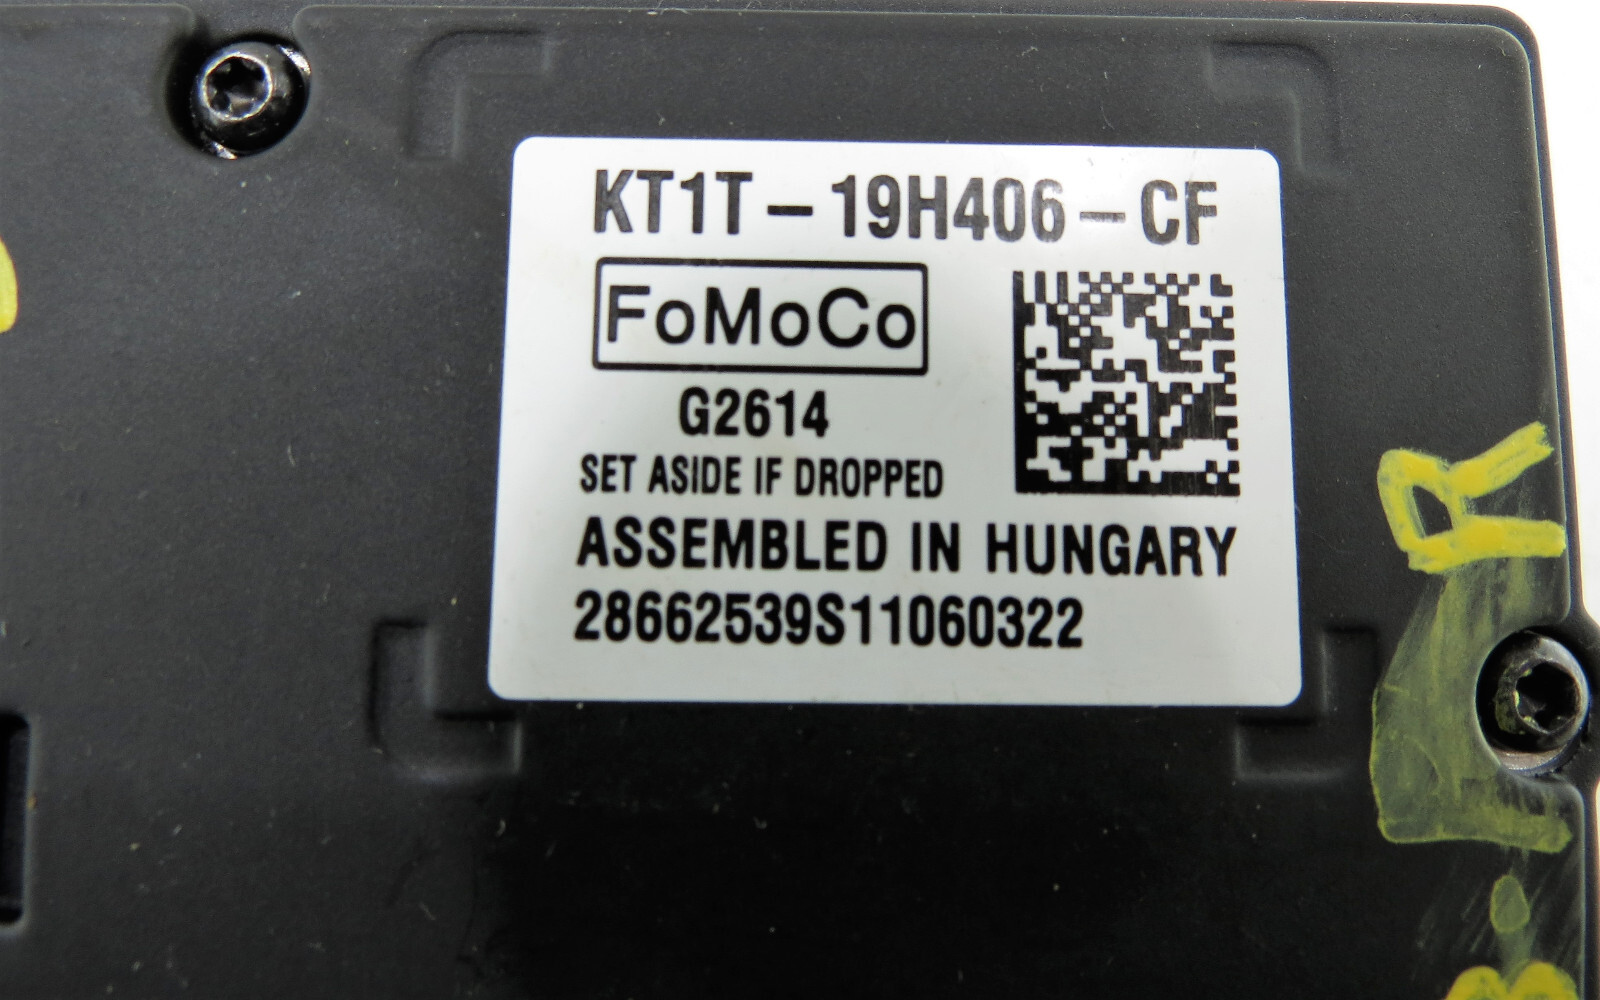 KT1T - 19H406 - CF
FoMoCo
G2614
SET ASIDE IF DROPPED
ASSEMBLED IN HUNGARY
28662539S11060322